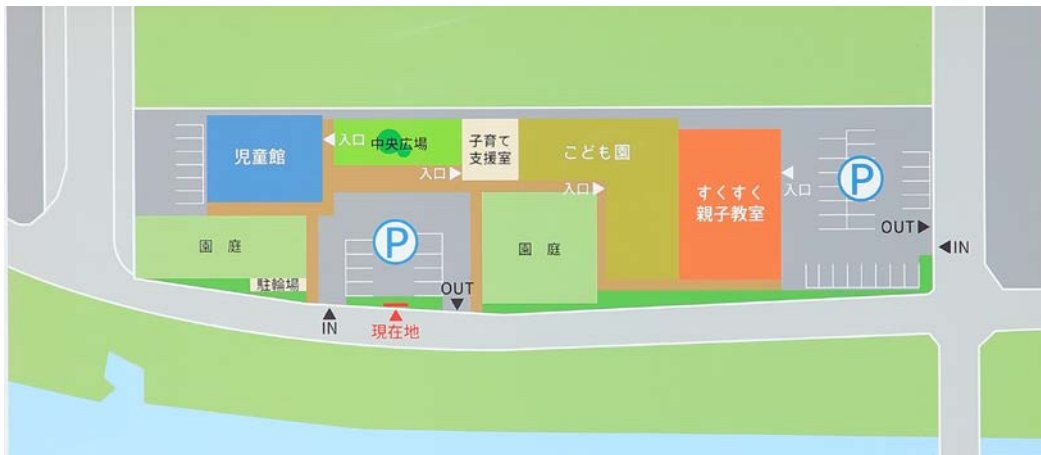 児童館
入口
中央広場
子育て
支援室
入口
こども園
入口
すくすく
親子教室
入口
P
OUT
IN
園庭
駐輪場
P
園庭
OUT
IN
現在地